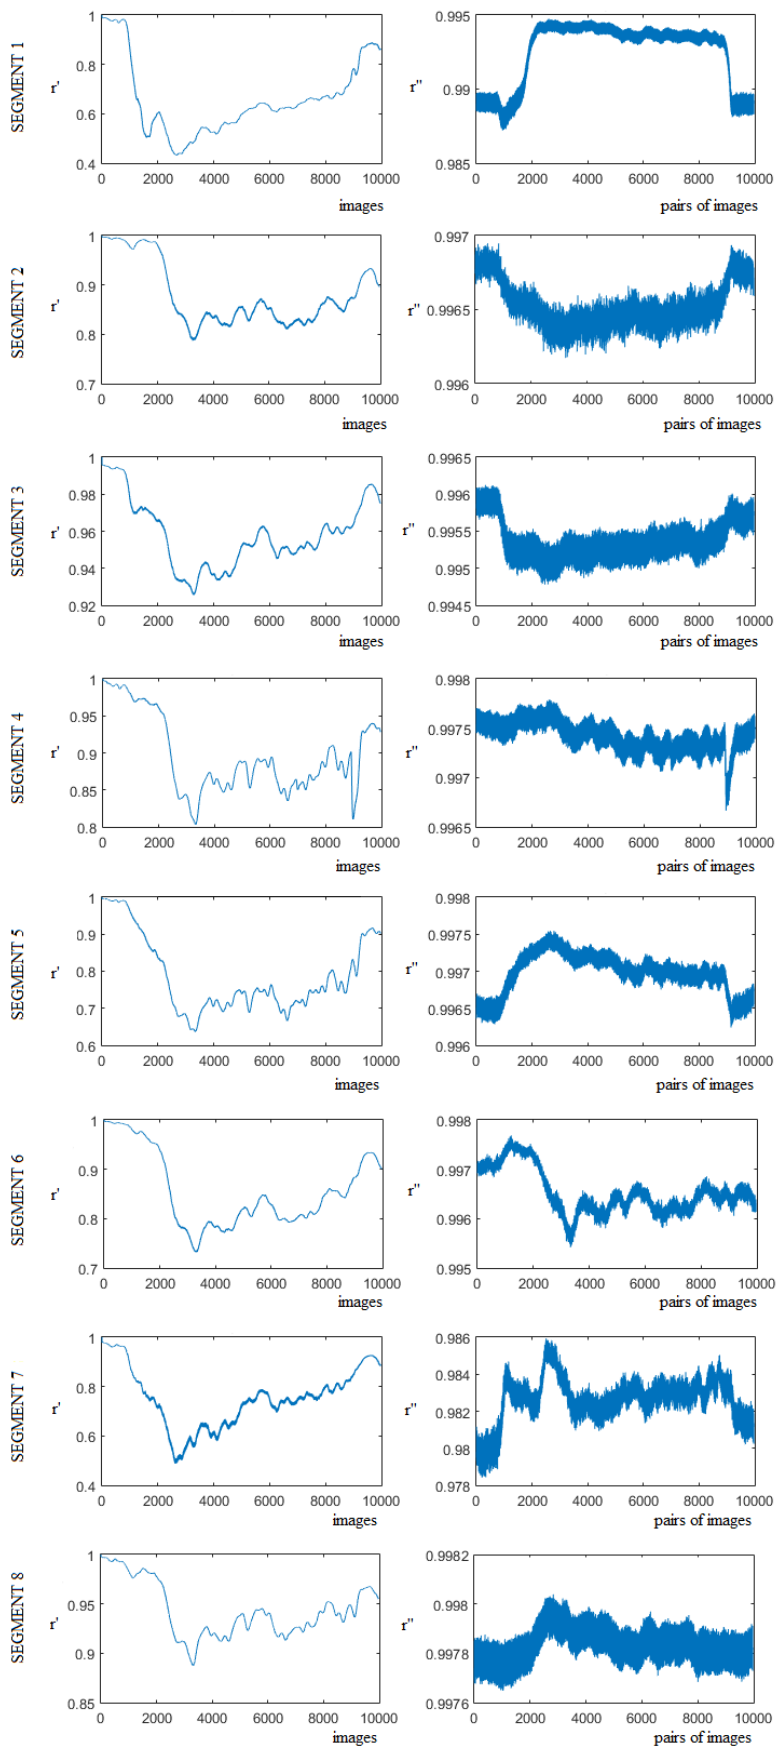 SEGMENT 1
r'
1
0.8
0.6
0.4
0 2000 4000 6000 8000 10000
images
r"
0.995
0.99
0.985
0 2000 4000 6000 8000 10000
pairs of images
SEGMENT 2
r'
1
0.9
0.8
0.7
0 2000 4000 6000 8000 10000
images
r"
0.997
0.9965
0.996
0 2000 4000 6000 8000 10000
pairs of images
SEGMENT 3
r'
1
0.98
0.96
0.94
0.92
0 2000 4000 6000 8000 10000
images
r"
0.9965
0.996
0.9955
0.995
0.9945
0 2000 4000 6000 8000 10000
pairs of images
SEGMENT 4
r'
1
0.95
0.9
0.85
0.8
0 2000 4000 6000 8000 10000
images
r"
0.998
0.9975
0.997
0.9965
0 2000 4000 6000 8000 10000
pairs of images
SEGMENT 5
r'
1
0.9
0.8
0.7
0.6
0 2000 4000 6000 8000 10000
images
r"
0.998
0.9975
0.997
0.9965
0.996
0 2000 4000 6000 8000 10000
pairs of images
SEGMENT 6
r'
1
0.9
0.8
0.7
0 2000 4000 6000 8000 10000
images
r"
0.998
0.997
0.996
0.995
0 2000 4000 6000 8000 10000
pairs of images
SEGMENT 7
r'
1
0.8
0.6
0.4
0 2000 4000 6000 8000 10000
images
r"
0.986
0.984
0.982
0.98
0.978
0 2000 4000 6000 8000 10000
pairs of images
SEGMENT 8
r'
1
0.95
0.9
0.85
0 2000 4000 6000 8000 10000
images
r"
0.9982
0.998
0.9978
0.9976
0 2000 4000 6000 8000 10000
pairs of images